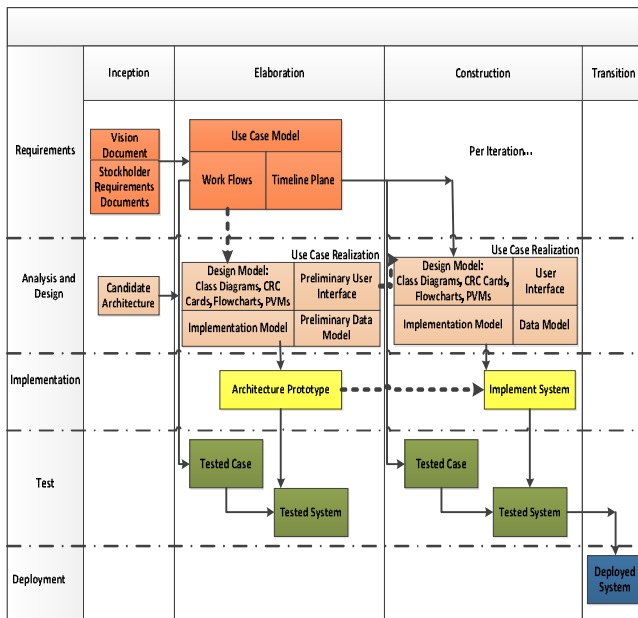 Inception
Elaboration
Construction
Transition
Requirements
Vision
Document
Stockholder
Requirements
Documents
Use Case Model
Work Flows
Timeline Plane
Per Iteration...
Analysis and
Design
Candidate
Architecture
Use Case Realization
Design Model:
Class Diagrams, CRC
Cards, Flowcharts, PVMs
Preliminary User
Interface
Implementation Model
Preliminary Data
Model
Use Case Realization
Design Model:
Class Diagrams, CRC Cards,
Flowcharts, PVMs
User
Interface
Implementation Model
Data Model
Implementation
Architecture Prototype
Implement System
Test
Tested Case
Tested System
Tested Case
Tested System
Deployment
Deployed
System